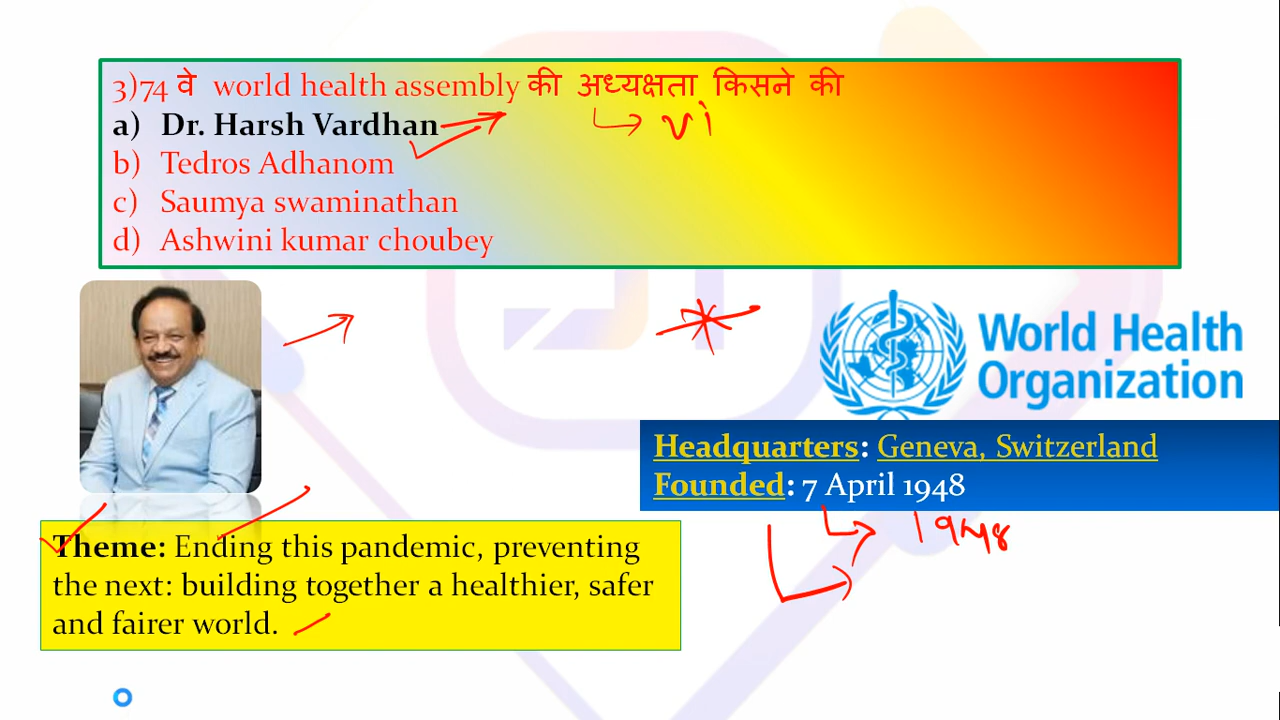 3)74 वे world health assembly की अध्यक्षता किसने की
a) Dr. Harsh Vardhan
vi
b) Tedros Adhanom
c) Saumya swaminathan
d) Ashwini kumar choubey
World Health
Organization
Headquarters: Geneva, Switzerland
Founded: 7 April 1948
1948
Theme: Ending this pandemic, preventing
the next: building together a healthier, safer
and fairer world.